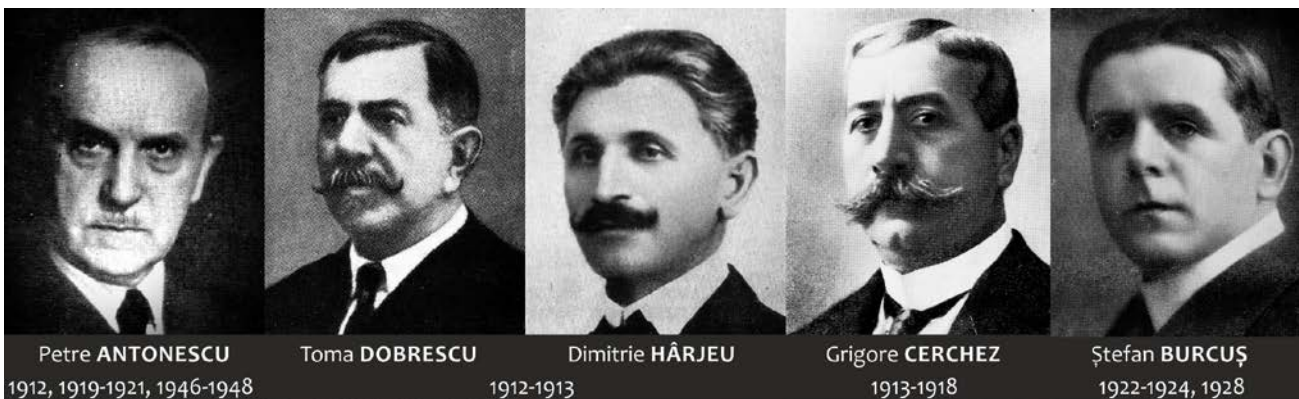 Petre ANTONESCU Toma DOBRESCU Dimitrie HÂRJEU Grigore CERCHEZ Ștefan BURCUȘ
1912, 1919-1921, 1946-1948 1912-1913 1913-1918 1922-1924, 1928